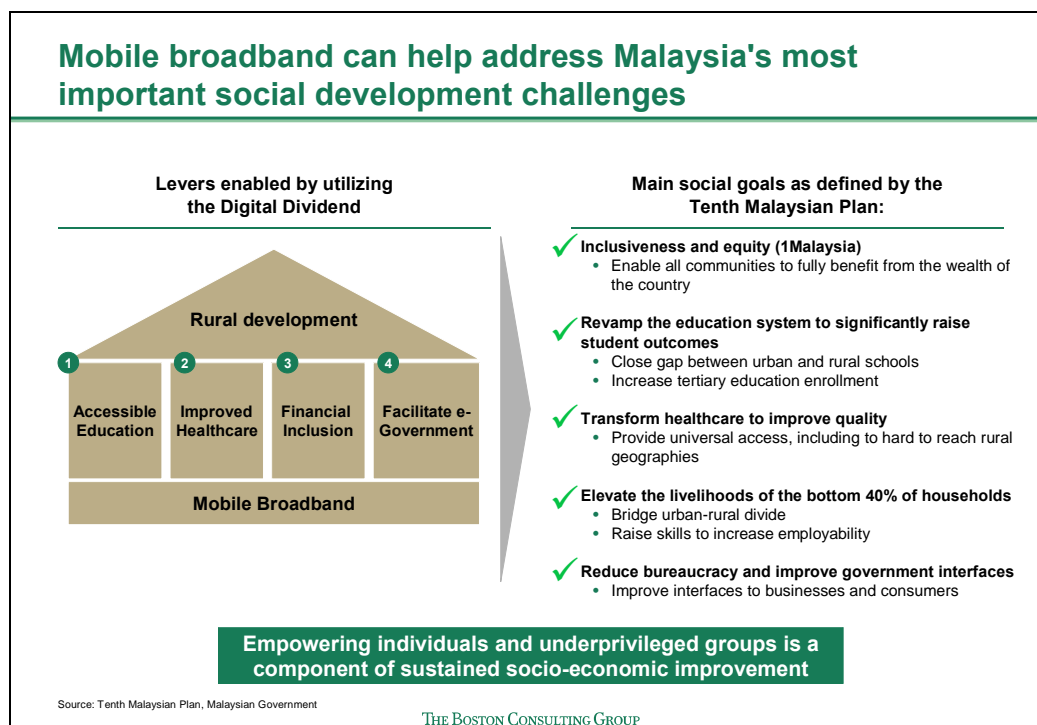 Mobile broadband can help address Malaysia's most
important social development challenges
Levers enabled by utilizing
the Digital Dividend
Rural development
1
2
3
4
Accessible
Education
Improved
Healthcare
Financial
Inclusion
Facilitate e-
Government
Mobile Broadband
Main social goals as defined by the
Tenth Malaysian Plan:
✓ Inclusiveness and equity (1Malaysia)
• Enable all communities to fully benefit from the wealth of
the country
✓ Revamp the education system to significantly raise
student outcomes
• Close gap between urban and rural schools
• Increase tertiary education enrollment
✓ Transform healthcare to improve quality
• Provide universal access, including to hard to reach rural
geographies
✓ Elevate the livelihoods of the bottom 40% of households
• Bridge urban-rural divide
• Raise skills to increase employability
✓ Reduce bureaucracy and improve government interfaces
• Improve interfaces to businesses and consumers
Empowering individuals and underprivileged groups is a
component of sustained socio-economic improvement
Source: Tenth Malaysian Plan, Malaysian Government
THE BOSTON CONSULTING GROUP